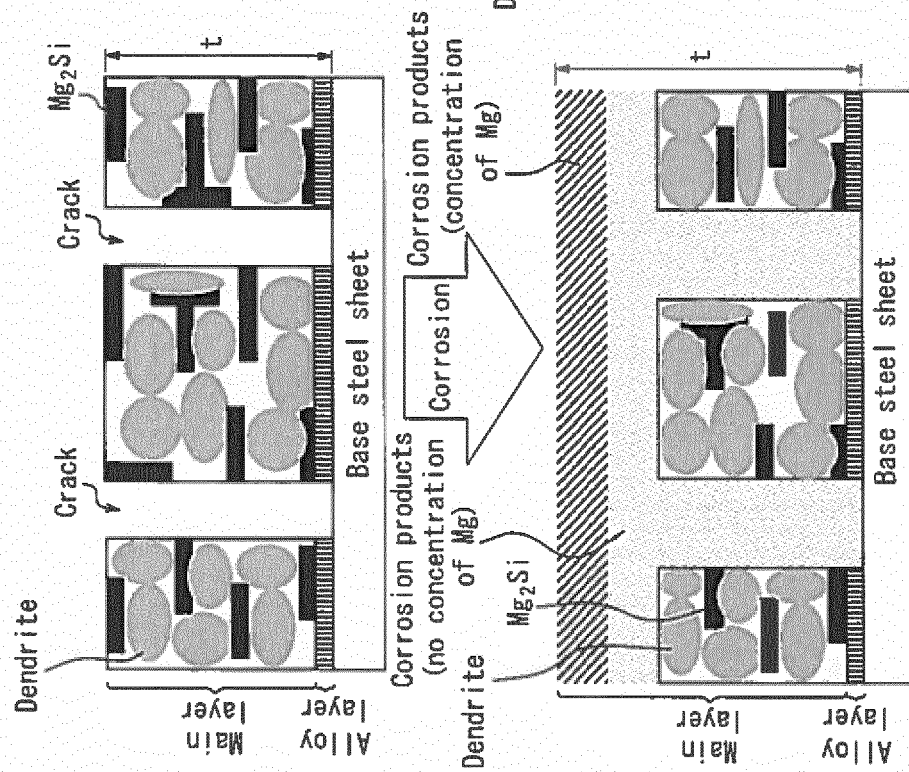 Dendrite
Crack
Crack
Mg2Si
t
Main
layer
Alloy
layer
Base steel sheet
Corrosion products
(no concentration
of Mg)
Corrosion
Corrosion products
(concentration
of Mg)
Dendrite
Mg2Si
t
Main
layer
Alloy
layer
Base steel sheet
D